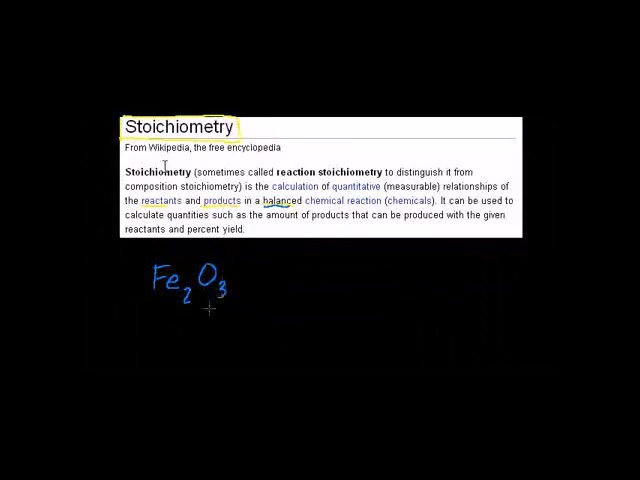 Stoichiometry
From Wikipedia, the free encyclopedia
Stoichiometry (sometimes called reaction stoichiometry to distinguish it from
composition stoichiometry) is the calculation of quantitative (measurable) relationships of
the reactants and products in a balanced chemical reaction (chemicals). It can be used to
calculate quantities such as the amount of products that can be produced with the given
reactants and percent yield.
Fe₂O₃